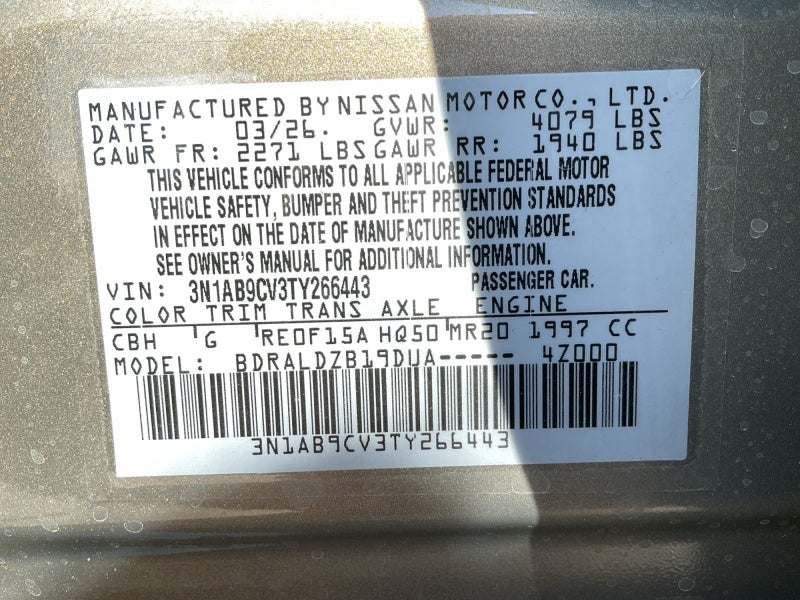 MANUFACTURED BY NISSAN MOTOR CO., LTD.
DATE: 03/26. GVWR: 4079 LBS
GAWR FR: 2271 LBS GAWR RR: 1940 LBS
THIS VEHICLE CONFORMS TO ALL APPLICABLE FEDERAL MOTOR
VEHICLE SAFETY, BUMPER AND THEFT PREVENTION STANDARDS
IN EFFECT ON THE DATE OF MANUFACTURE SHOWN ABOVE.
SEE OWNER'S MANUAL FOR ADDITIONAL INFORMATION.
VIN: 3N1AB9CV3TY266443 PASSENGER CAR.
COLOR TRIM TRANS AXLE ENGINE
CBH G RE0F15A HQ50 MR20 1997 CC
MODEL: BDRALDZB19DUA----- 4Z000
3N1AB9CV3TY266443